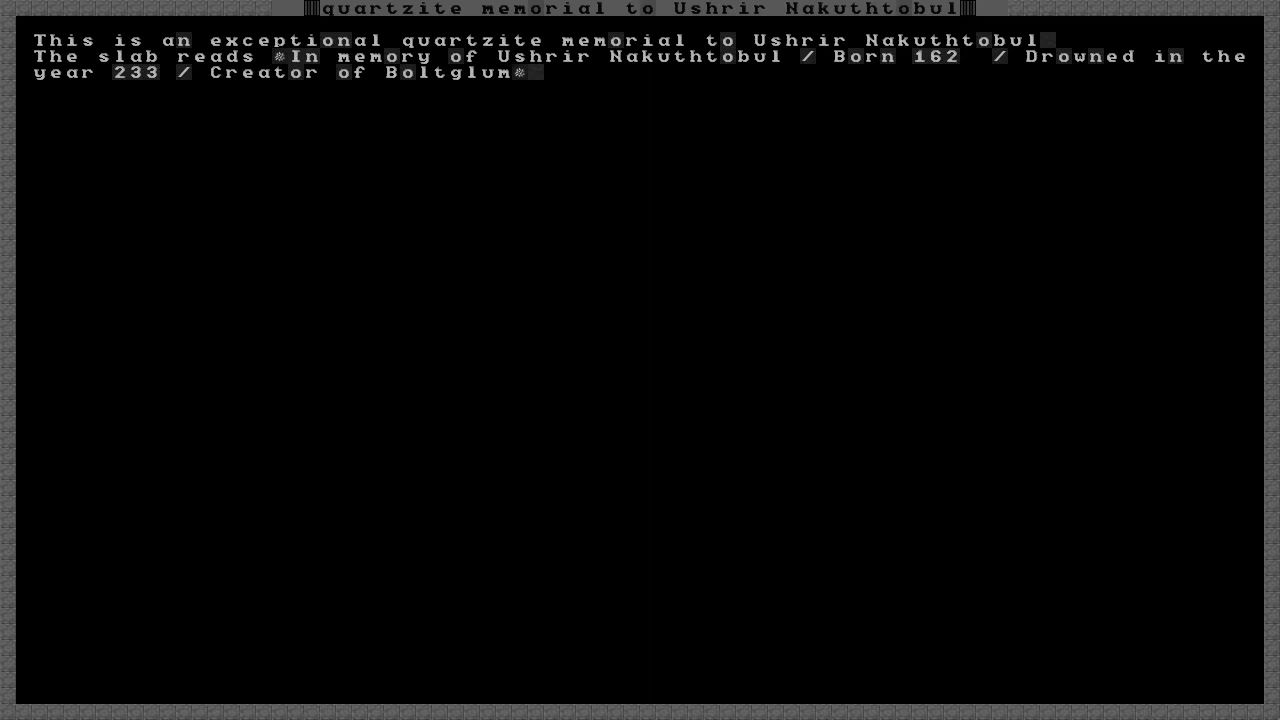 quartzite memorial to Ushrir Nakuthtobul
This is an exceptional quartzite memorial to Ushrir Nakuthtobul
The slab reads *In memory of Ushrir Nakuthtobul / Born 162 / Drowned in the
year 233 / Creator of Boltglum*